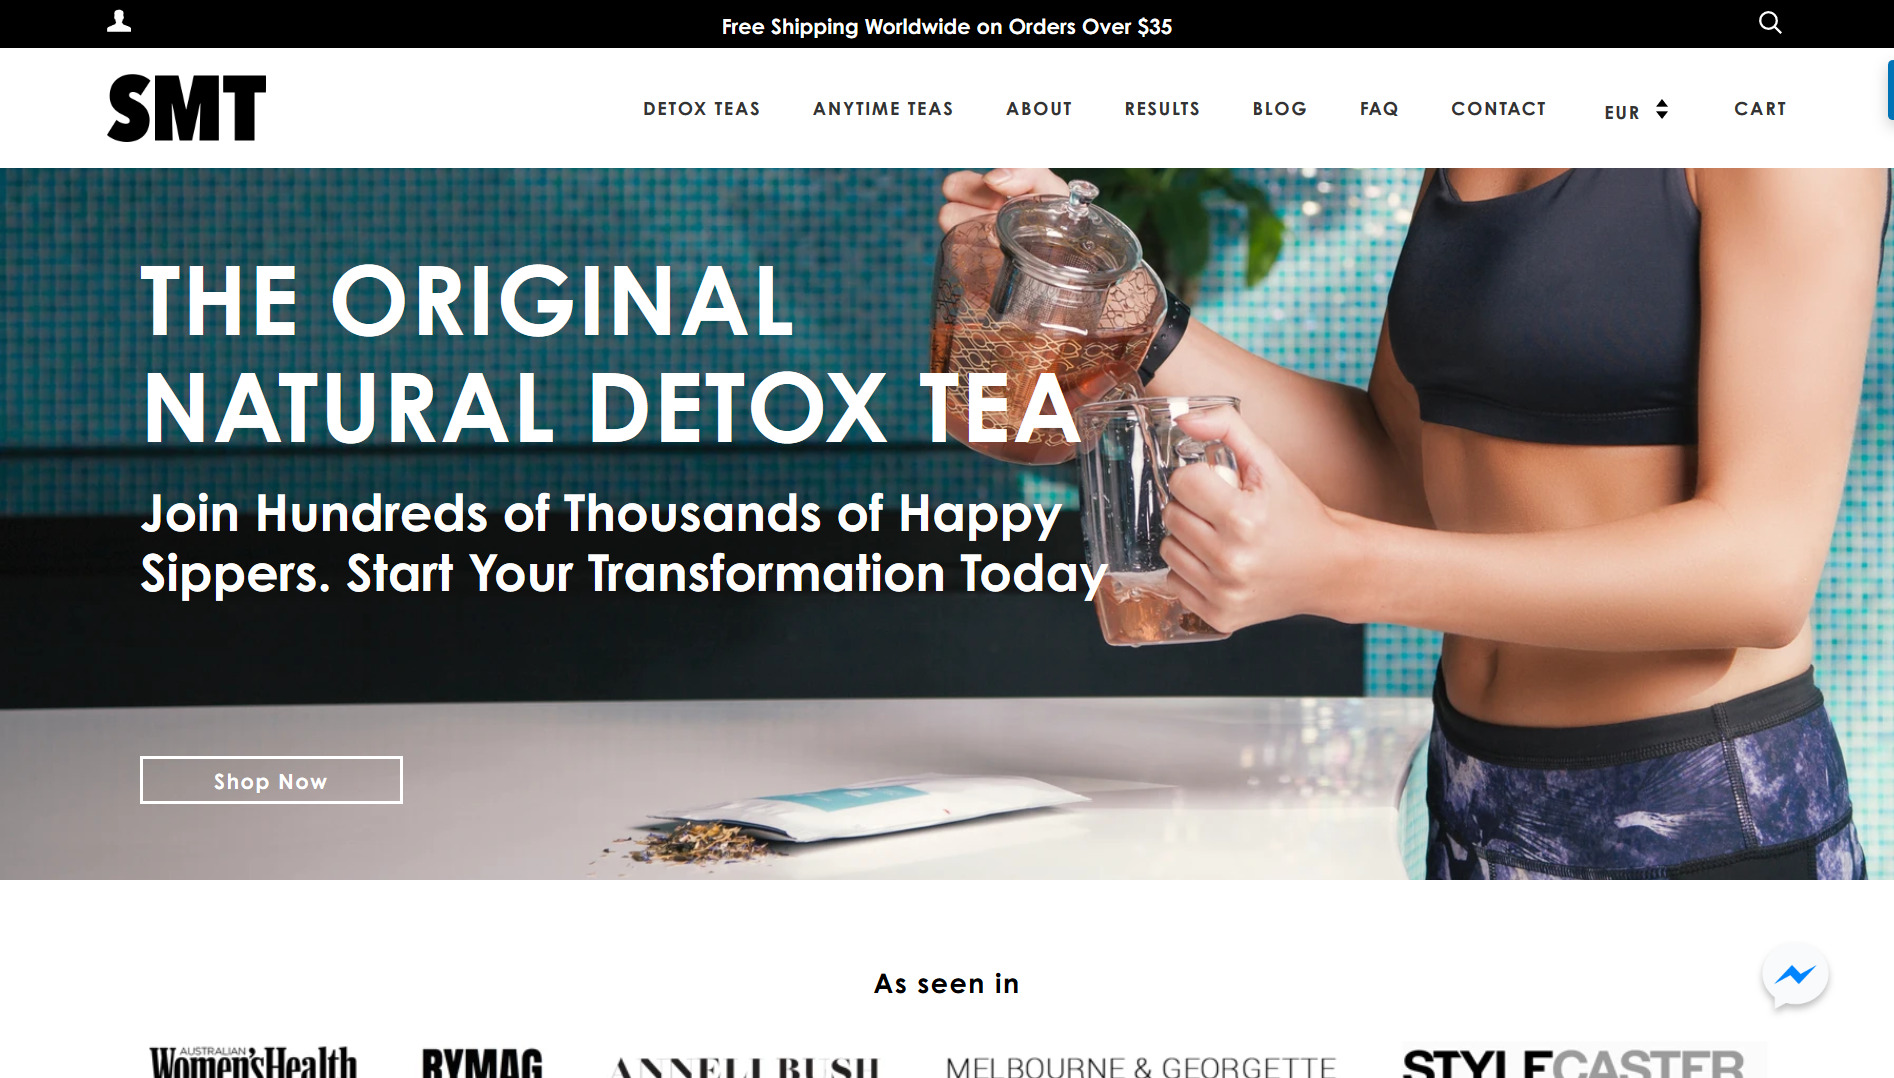 Free Shipping Worldwide on Orders Over $35
SMT
DETOX TEAS
ANYTIME TEAS
ABOUT
RESULTS
BLOG
FAQ
CONTACT
EUR
CART
THE ORIGINAL
NATURAL DETOX TEA
Join Hundreds of Thousands of Happy
Sippers. Start Your Transformation Today
Shop Now
As seen in
AUSTRALIAN
Women'sHealth
RYMAG
ANNELI BUSH
MELBOURNE & GEORGETTE
STYLECASTER